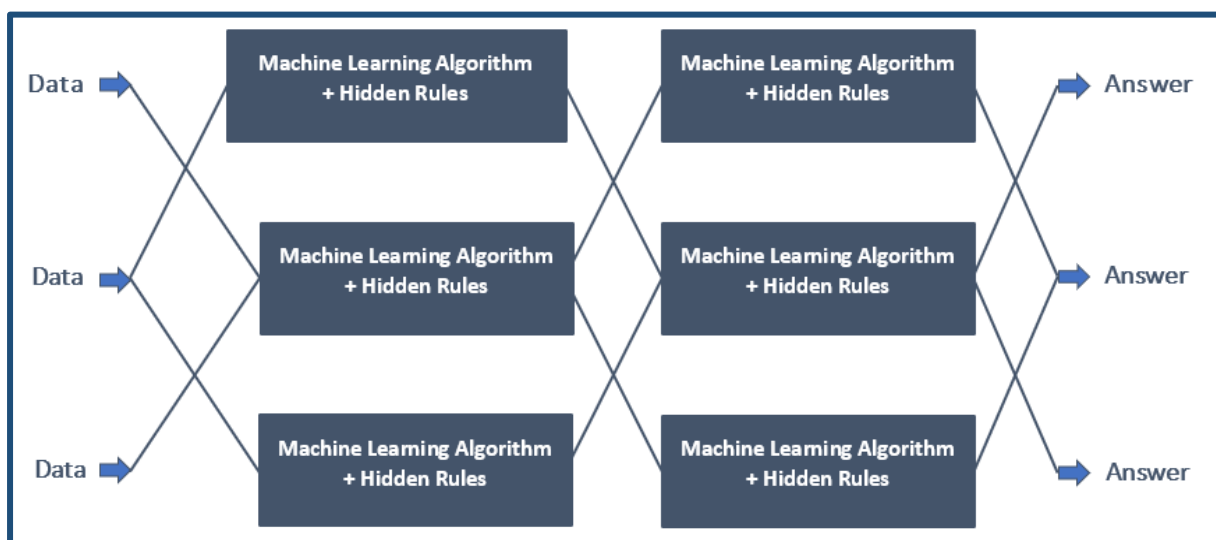 Data
Machine Learning Algorithm
+ Hidden Rules
Machine Learning Algorithm
+ Hidden Rules
Answer
Data
Machine Learning Algorithm
+ Hidden Rules
Machine Learning Algorithm
+ Hidden Rules
Answer
Data
Machine Learning Algorithm
+ Hidden Rules
Machine Learning Algorithm
+ Hidden Rules
Answer